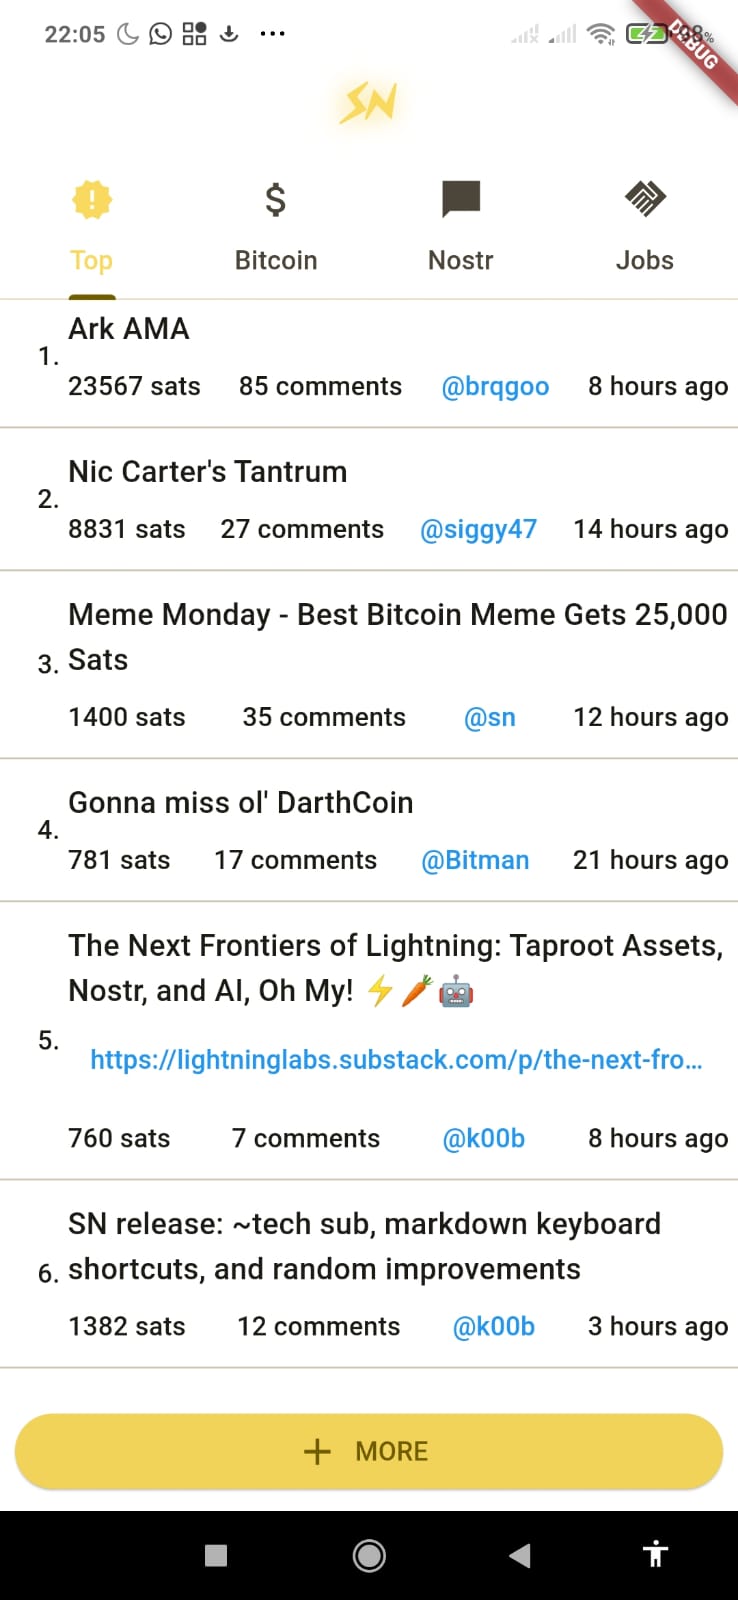 22:05 98%
DEBUG
SN
Top Bitcoin Nostr Jobs
1. Ark AMA
23567 sats 85 comments @brqgoo 8 hours ago
2. Nic Carter's Tantrum
8831 sats 27 comments @siggy47 14 hours ago
Meme Monday - Best Bitcoin Meme Gets 25,000
3. Sats
1400 sats 35 comments @sn 12 hours ago
4. Gonna miss ol' DarthCoin
781 sats 17 comments @Bitman 21 hours ago
The Next Frontiers of Lightning: Taproot Assets,
Nostr, and AI, Oh My! ⚡🥕🤖
5. https://lightninglabs.substack.com/p/the-next-fro...
760 sats 7 comments @k00b 8 hours ago
SN release: ~tech sub, markdown keyboard
6. shortcuts, and random improvements
1382 sats 12 comments @k00b 3 hours ago
+ MORE